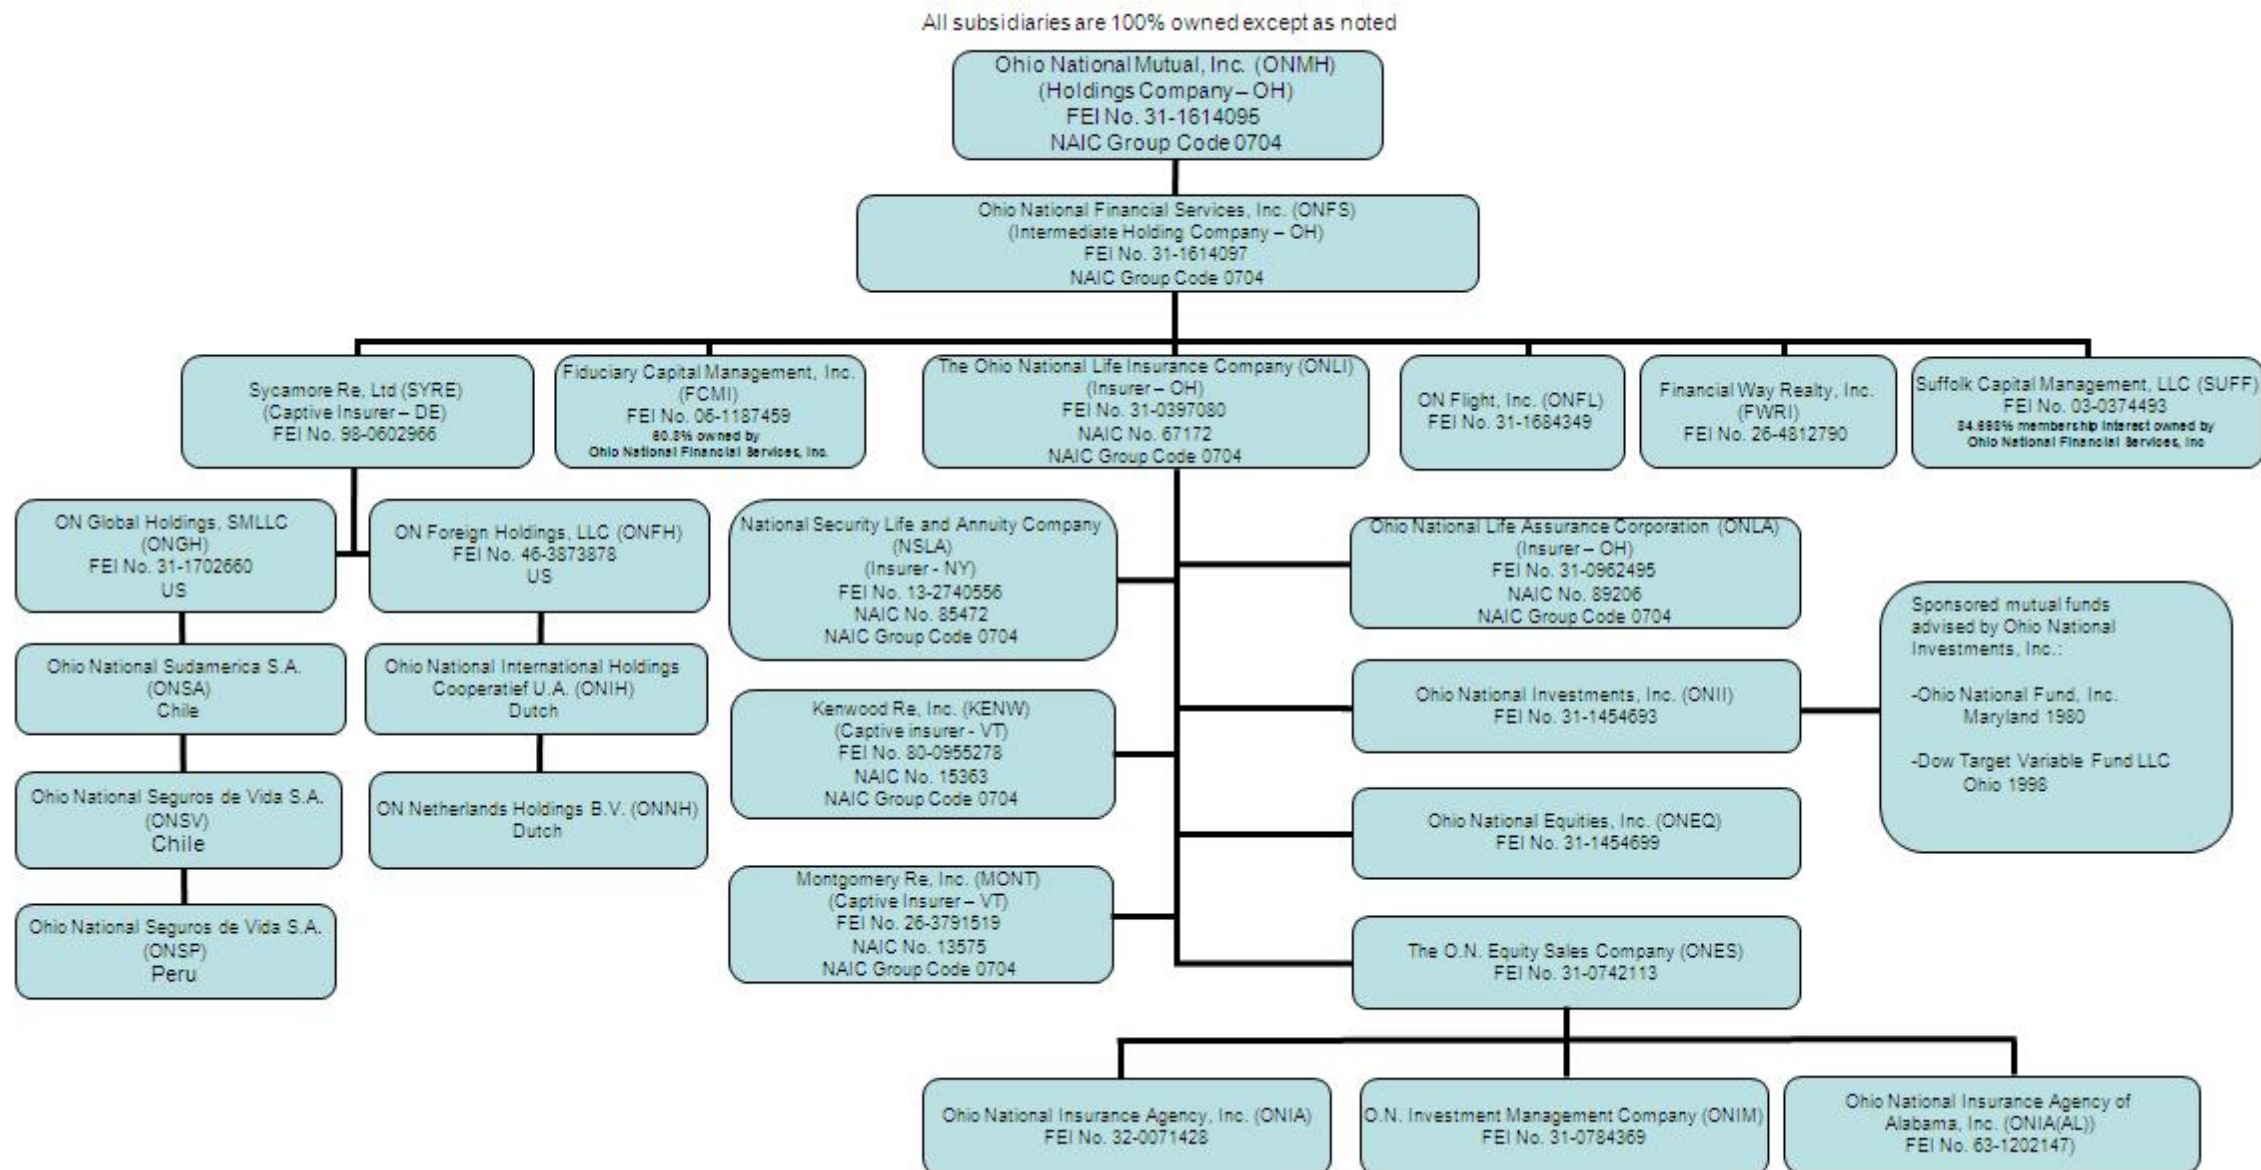 All subsidiaries are 100% owned except as noted
Ohio National Mutual, Inc. (ONMH)
(Holdings Company – OH)
FEI No. 31-1614095
NAIC Group Code 0704
Ohio National Financial Services, Inc. (ONFS)
(Intermediate Holding Company – OH)
FEI No. 31-1614097
NAIC Group Code 0704
Sycamore Re, Ltd (SYRE)
(Captive Insurer – DE)
FEI No. 98-0602966
Fiduciary Capital Management, Inc.
(FCMI)
FEI No. 06-1187459
owned by
Ohio National Financial Services, Inc.
The Ohio National Life Insurance Company (ONLI)
(Insurer – OH)
FEI No. 31-0397080
NAIC No. 67172
NAIC Group Code 0704
ON Flight, Inc. (ONFL)
FEI No. 31-1684349
Financial Way Realty, Inc.
(FWRI)
FEI No. 26-4812790
Suffolk Capital Management, LLC (SUFF)
FEI No. 03-0374493
membership interest owned by
Ohio National Financial Services, Inc
ON Global Holdings, SMLLC
(ONGH)
FEI No. 31-1702660
US
ON Foreign Holdings, LLC (ONFH)
FEI No. 46-3873878
US
Ohio National Sudamerica S.A.
(ONSA)
Chile
Ohio National International Holdings
Cooperatief U.A. (ONIH)
Dutch
Ohio National Seguros de Vida S.A.
(ONSV)
Chile
ON Netherlands Holdings B.V. (ONNH)
Dutch
Ohio National Seguros de Vida S.A.
(ONSP)
Peru
National Security Life and Annuity Company
(NSLA)
(Insurer - NY)
FEI No. 13-2740556
NAIC No. 85472
NAIC Group Code 0704
Kenwood Re, Inc. (KENW)
(Captive insurer - VT)
FEI No. 80-0955278
NAIC No. 15363
NAIC Group Code 0704
Montgomery Re, Inc. (MONT)
(Captive Insurer – VT)
FEI No. 26-3791519
NAIC No. 13575
NAIC Group Code 0704
Ohio National Life Assurance Corporation (ONLA)
(Insurer – OH)
FEI No. 31-0962495
NAIC No. 89206
NAIC Group Code 0704
Ohio National Investments, Inc. (ONII)
FEI No. 31-1454693
Ohio National Equities, Inc. (ONEQ)
FEI No. 31-1454699
The O.N. Equity Sales Company (ONES)
FEI No. 31-0742113
Sponsored mutual funds
advised by Ohio National
Investments, Inc.:
-Ohio National Fund, Inc.
Maryland 1980
-Dow Target Variable Fund LLC
Ohio 1998
Ohio National Insurance Agency, Inc. (ONIA)
FEI No. 32-0071428
O.N. Investment Management Company (ONIM)
FEI No. 31-0784369
Ohio National Insurance Agency of
Alabama, Inc. (ONIA(AL))
FEI No. 63-1202147)